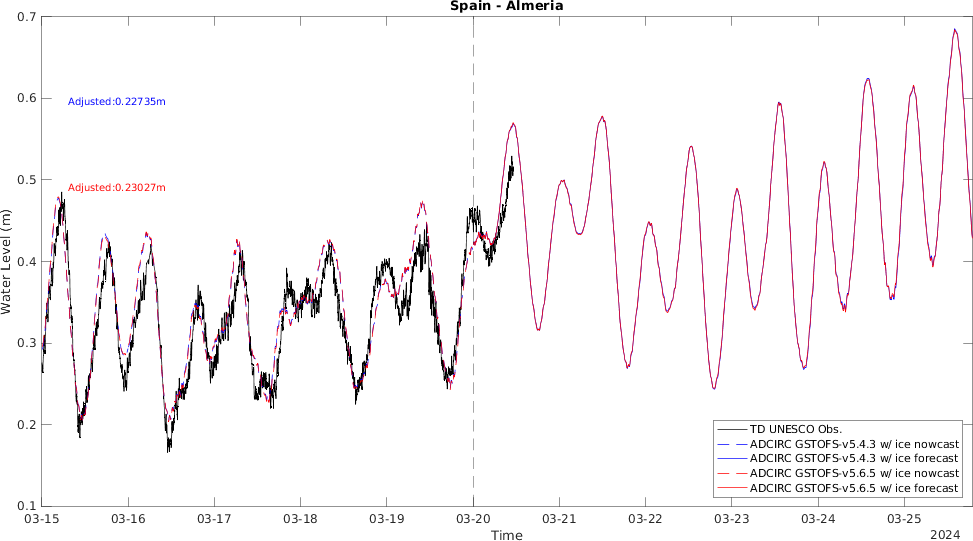 Spain - Almeria
0.7
0.6
0.5
0.4
0.3
0.2
0.1
Water Level (m)
Adjusted:0.22735m
Adjusted:0.23027m
TD UNESCO Obs.
ADCIRC GSTOFS-v5.4.3 w/ ice nowcast
ADCIRC GSTOFS-v5.4.3 w/ ice forecast
ADCIRC GSTOFS-v5.6.5 w/ ice nowcast
ADCIRC GSTOFS-v5.6.5 w/ ice forecast
03-15 03-16 03-17 03-18 03-19 03-20 03-21 03-22 03-23 03-24 03-25
Time
2024